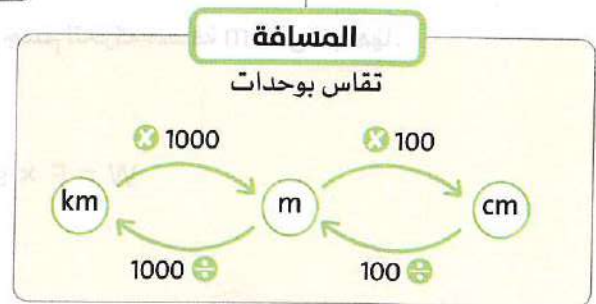 المسافة
تقاس بوحدات
× 1000 × 100
km m cm
1000 ÷ 100 ÷